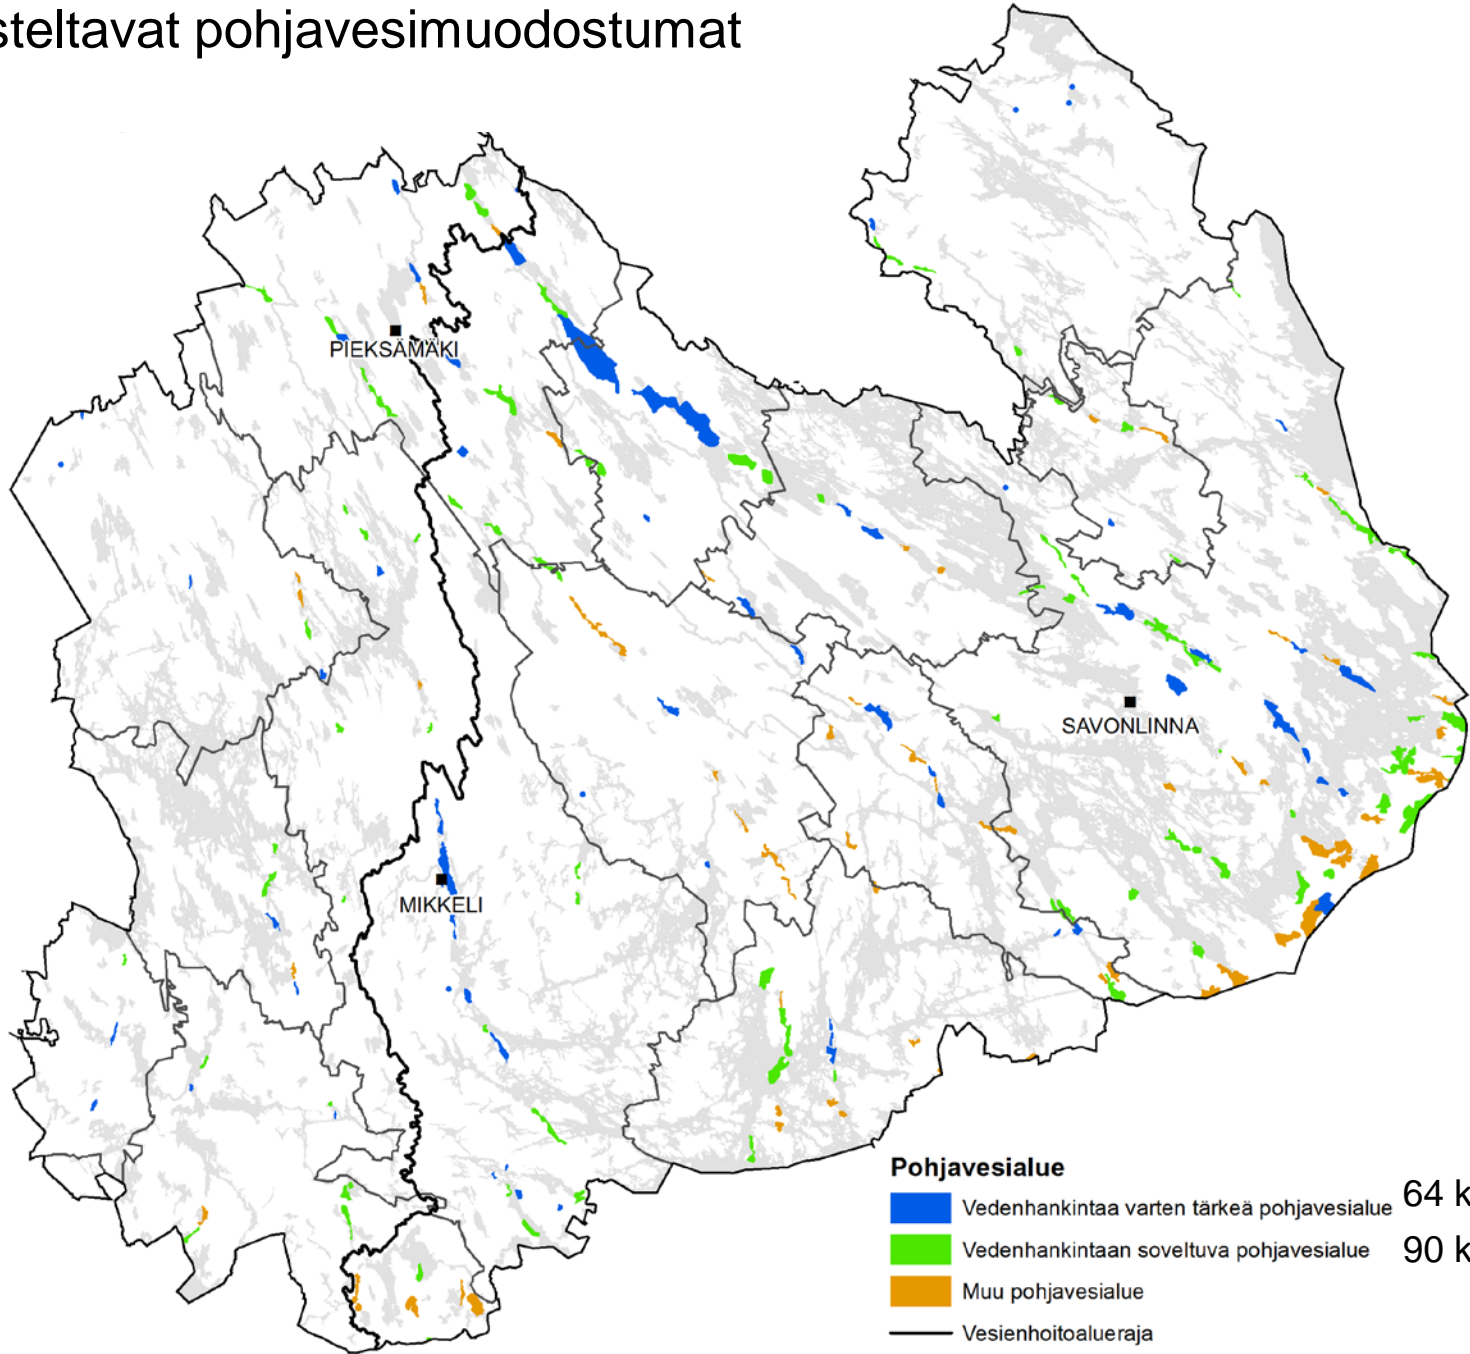 steltavat pohjavesimuodostumat
PIEKSÄMÄKI
SAVONLINNA
MIKKELI
Pohjavesialue
Vedenhankintaa varten tärkeä pohjavesialue 64 k
Vedenhankintaan soveltuva pohjavesialue 90 k
Muu pohjavesialue
Vesienhoitoalueraja